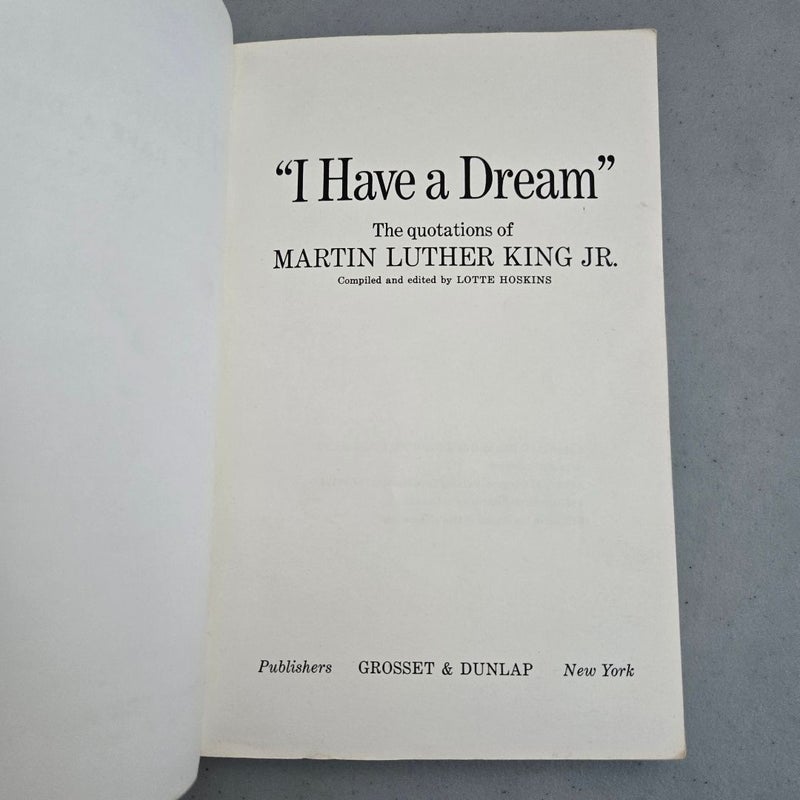 “I Have a Dream”
The quotations of
MARTIN LUTHER KING JR.
Compiled and edited by LOTTE HOSKINS
Publishers GROSSET & DUNLAP New York